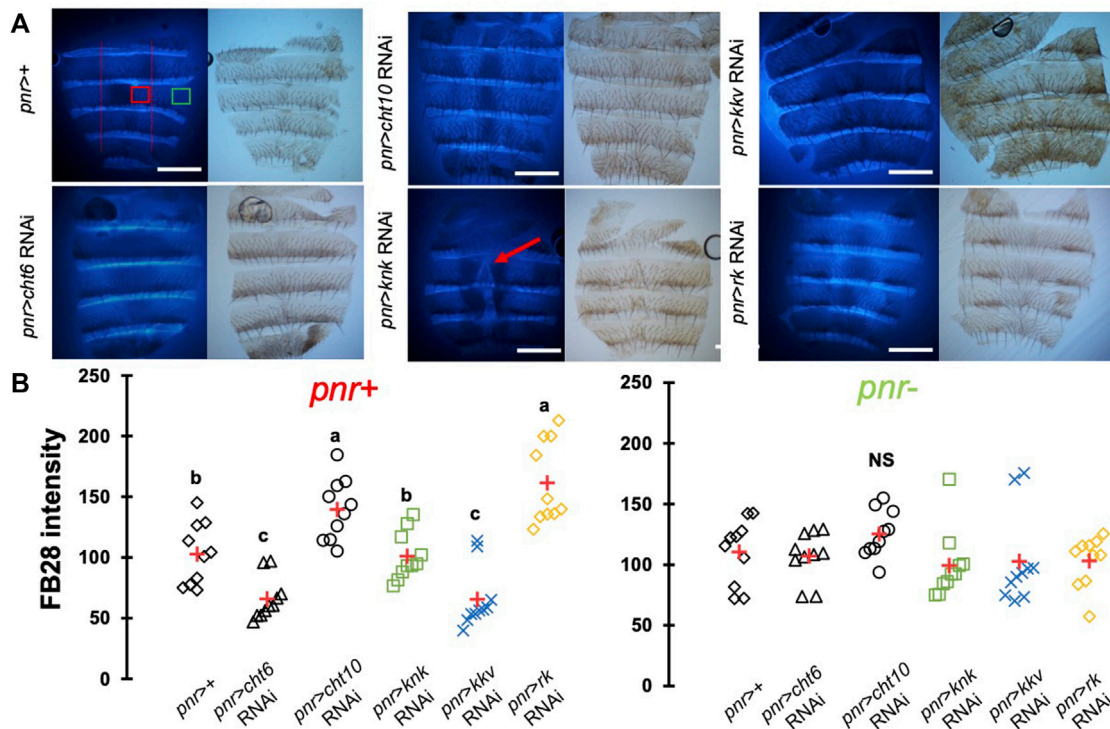 A
pnr>+
pnr>cht10 RNAi
pnr>kkv RNAi
pnr>cht6 RNAi
pnr>knk RNAi
pnr>rk RNAi
B
pnr+
pnr-
FB28 intensity
250
200
150
100
50
0
b
c
a
b
c
a
pnr>+
pnr>cht6
RNAi
pnr>cht10
RNAi
pnr>knk
RNAi
pnr>kkv
RNAi
pnr>rk
RNAi
250
200
150
100
50
0
NS
pnr>+
pnr>cht6
RNAi
pnr>cht10
RNAi
pnr>knk
RNAi
pnr>kkv
RNAi
pnr>rk
RNAi